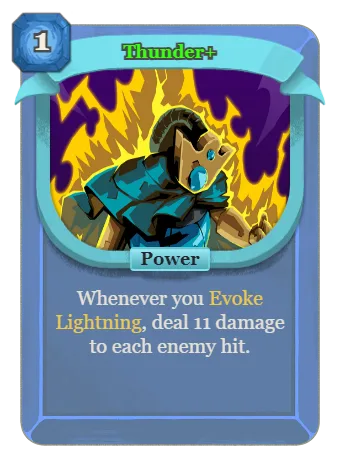 1
Thunder+
Power
Whenever you Evoke
Lightning, deal 11 damage
to each enemy hit.